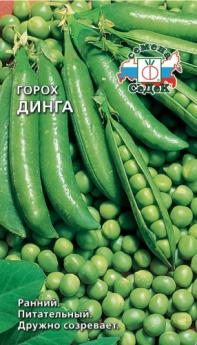 СЕМЕНА
СеДеК
ГОРОХ
ДИНГА
Ранний.
Питательный.
Дружно созревает.